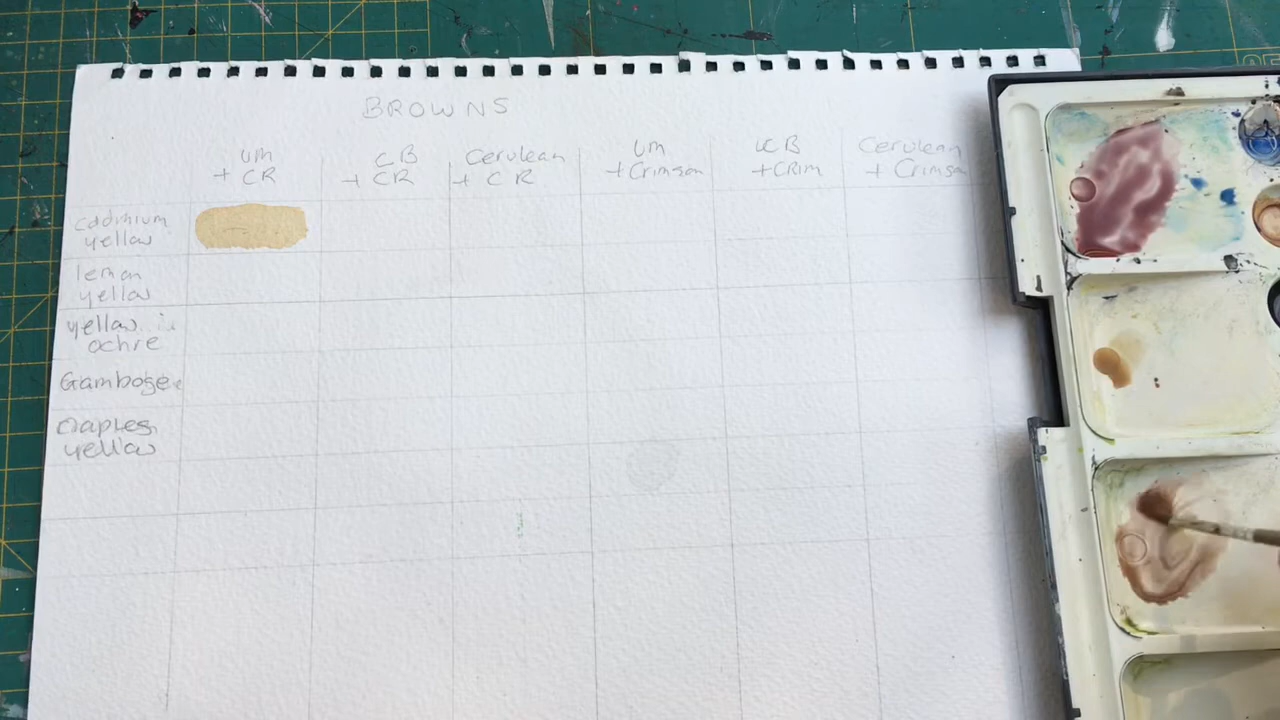 BROWNS
UM
+ CR
CB
+ CR
Cerulean
+ CR
UM
+ Crimson
CB
+ CRIM
Cerulean
+ Crimson
cadmium
yellow
lemon
yellow
yellow
ochre
Gamboge
Naples
yellow